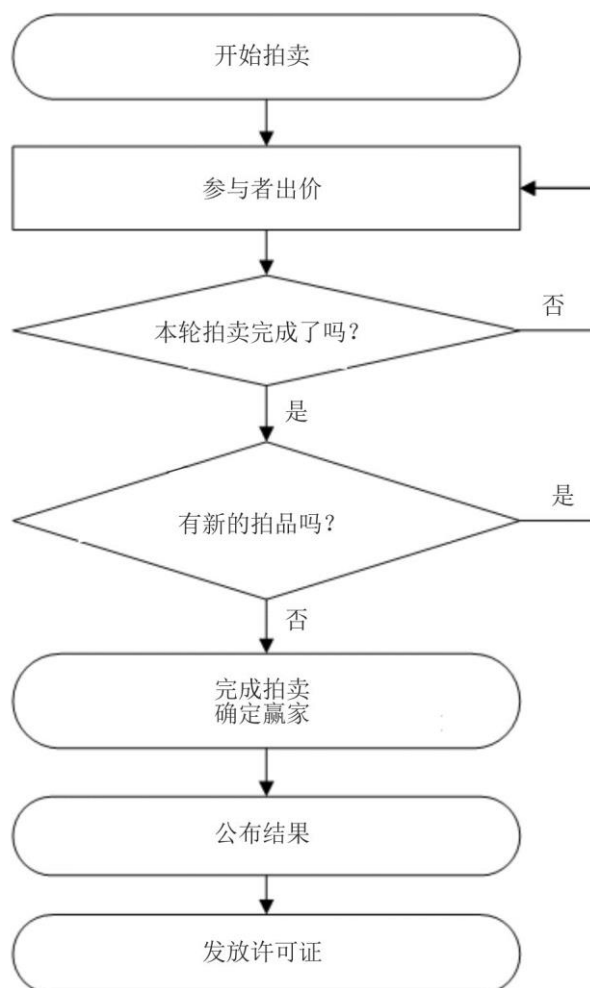 开始拍卖
参与者出价
否
本轮拍卖完成了吗?
是
是
有新的拍品吗?
否
完成拍卖
确定赢家
公布结果
发放许可证